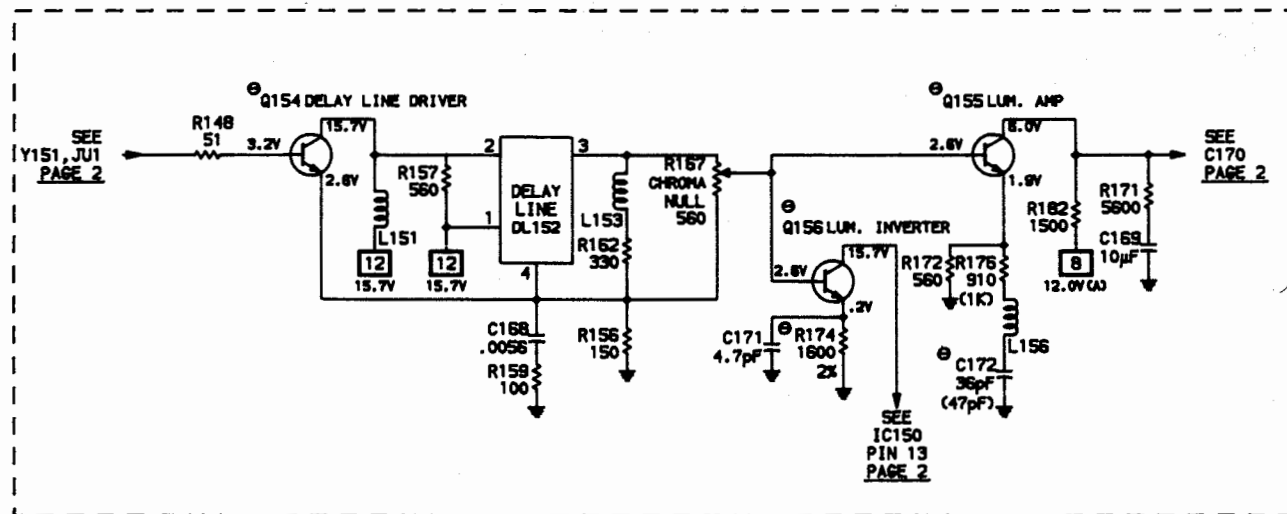 ⊖
Q154 DELAY LINE DRIVER
SEE
Y151,JU1
PAGE 2
R148
51
3.2V
15.7V
2.6V
R157
560
L151
12
15.7V
12
15.7V
2
1
3
4
DELAY
LINE
DL152
L153
R162
330
R167
CHROMA
NULL
560
C168
.0056
R159
100
R156
150
⊖
Q156 LUM. INVERTER
15.7V
2.6V
.2V
C171
4.7pF
⊖
R174
1600
2%
SEE
IC150
PIN 13
PAGE 2
⊖
Q155 LUM. AMP
2.6V
8.0V
1.9V
R172
560
R176
910
(1K)
L156
⊖
C172
36pF
(47pF)
R182
1500
8
12.0V(A)
R171
5600
C169
10µF
SEE
C170
PAGE 2